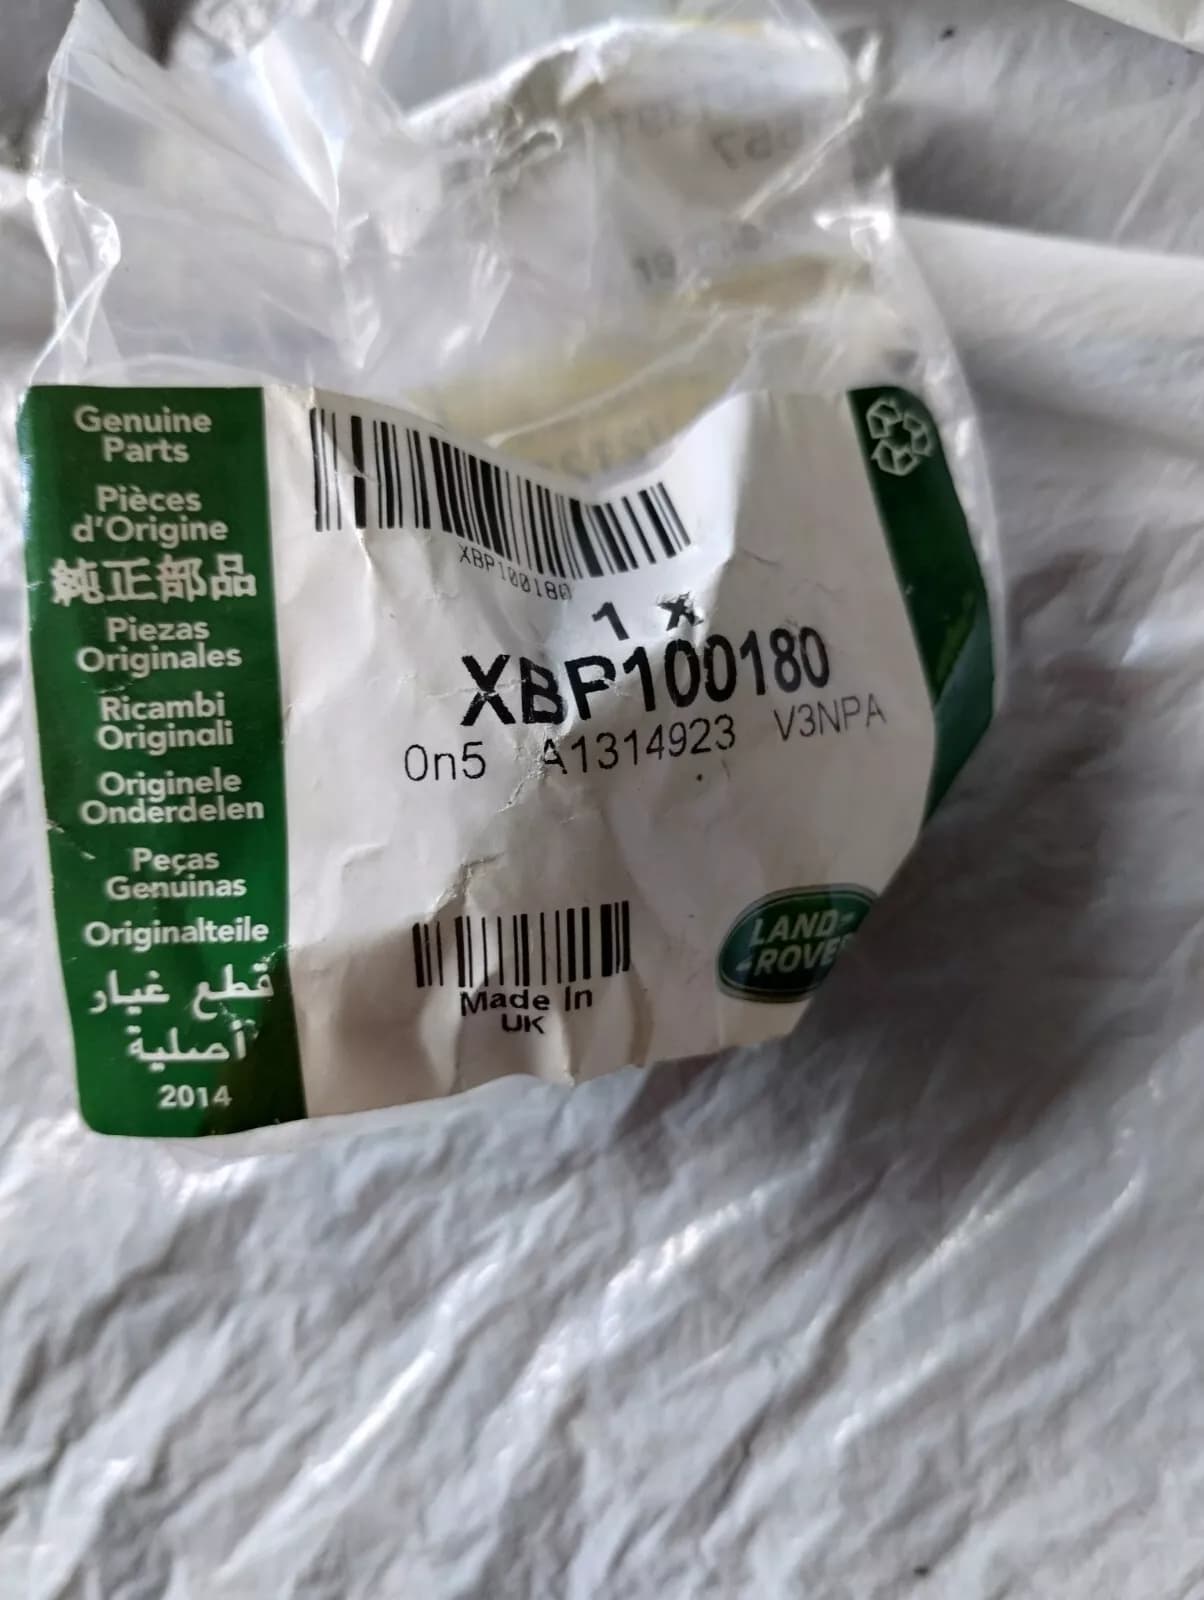 Genuine
Parts
Pièces
d'Origine
純正部品
Piezas
Originales
Ricambi
Originali
Originele
Onderdelen
Peças
Genuinas
Originalteile
قطع غيار
أصلية
2014
XBP100180
1 x
XBP100180
0n5 A1314923 V3NPA
Made In
UK
LAND-
-ROVER